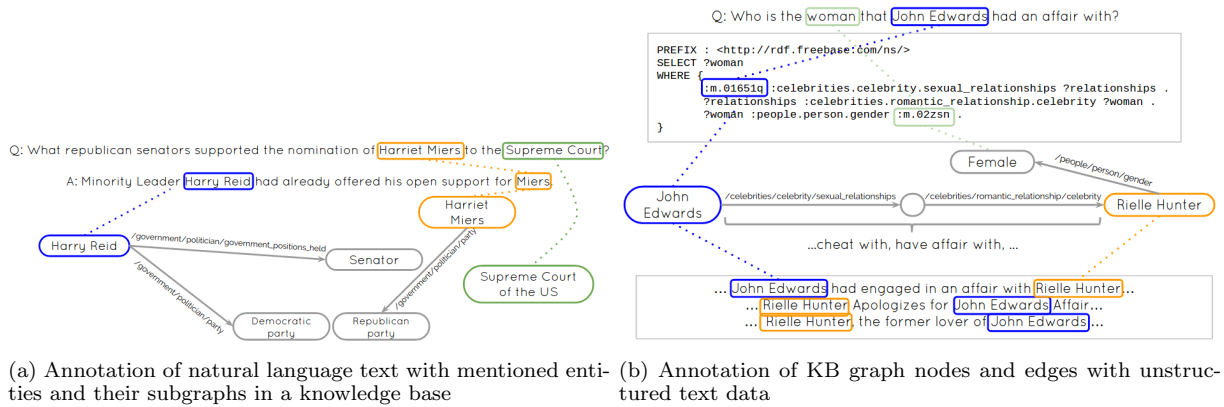 Q: What republican senators supported the nomination of Harriet Miers to the Supreme Court?
A: Minority Leader Harry Reid had already offered his open support for Miers.
Harriet
Miers
Harry Reid
/government/politician/government_positions_held
Senator
/government/politician/party
/government/politician/party
Supreme Court
of the US
Democratic
party
Republican
party
(a) Annotation of natural language text with mentioned enti-
ties and their subgraphs in a knowledge base
Q: Who is the woman that John Edwards had an affair with?
PREFIX : <http://rdf.freebase.com/ns/>
SELECT ?woman
WHERE {
:m.01651q :celebrities.celebrity.sexual_relationships ?relationships .
?relationships :celebrities.romantic_relationship.celebrity ?woman .
?woman :people.person.gender :m.02zsn .
}
Female
/people/person/gender
John
Edwards
/celebrities/celebrity/sexual_relationships
/celebrities/romantic_relationship/celebrity
Rielle Hunter
...cheat with, have affair with, ...
... John Edwards had engaged in an affair with Rielle Hunter...
... Rielle Hunter Apologizes for John Edwards Affair...
... Rielle Hunter, the former lover of John Edwards ...
(b) Annotation of KB graph nodes and edges with unstruc-
tured text data